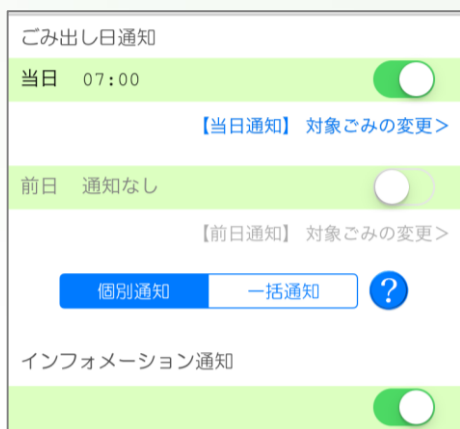 ごみ出し日通知
当日 07:00
【当日通知】 対象ごみの変更>
前日 通知なし
【前日通知】 対象ごみの変更>
個別通知 一括通知 ?
インフォメーション通知